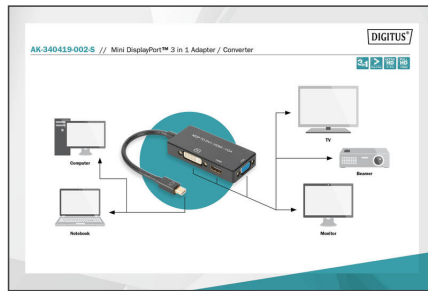 DIGITUS®
AK-340419-002-S // Mini DisplayPort™ 3 in 1 Adapter / Converter
Computer
Notebook
TV
Beamer
Monitor